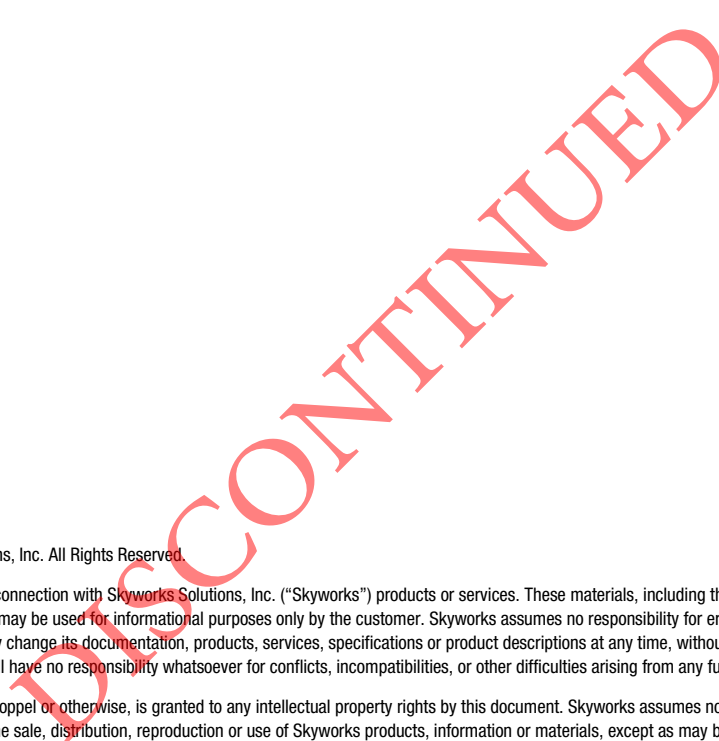 DISCONTINUED
ns, Inc. All Rights Reserved.
connection with Skyworks Solutions, Inc. (“Skyworks”) products or services. These materials, including th
may be used for informational purposes only by the customer. Skyworks assumes no responsibility for er
y change its documentation, products, services, specifications or product descriptions at any time, withou
ll have no responsibility whatsoever for conflicts, incompatibilities, or other difficulties arising from any fu
oppel or otherwise, is granted to any intellectual property rights by this document. Skyworks assumes no
he sale, distribution, reproduction or use of Skyworks products, information or materials, except as may b